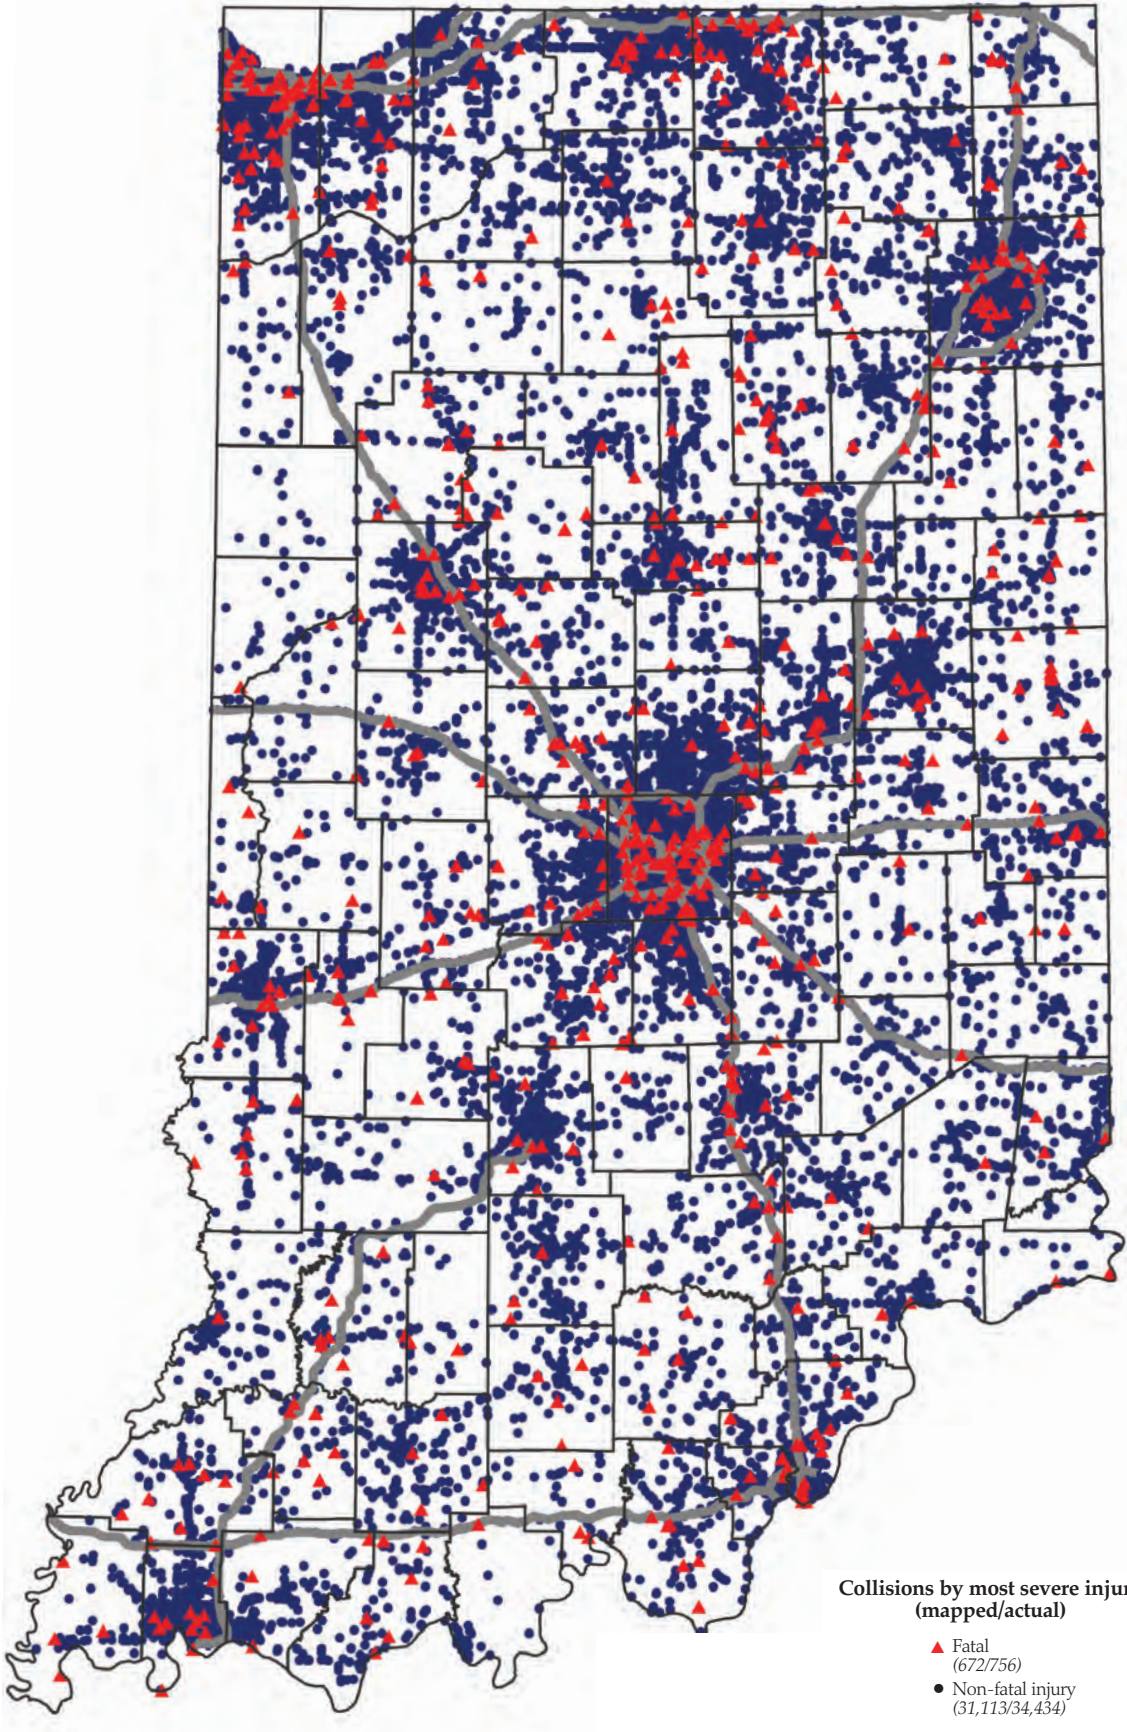 Collisions by most severe injur
(mapped/actual)
Fatal
(672/756)
Non-fatal injury
(31,113/34,434)